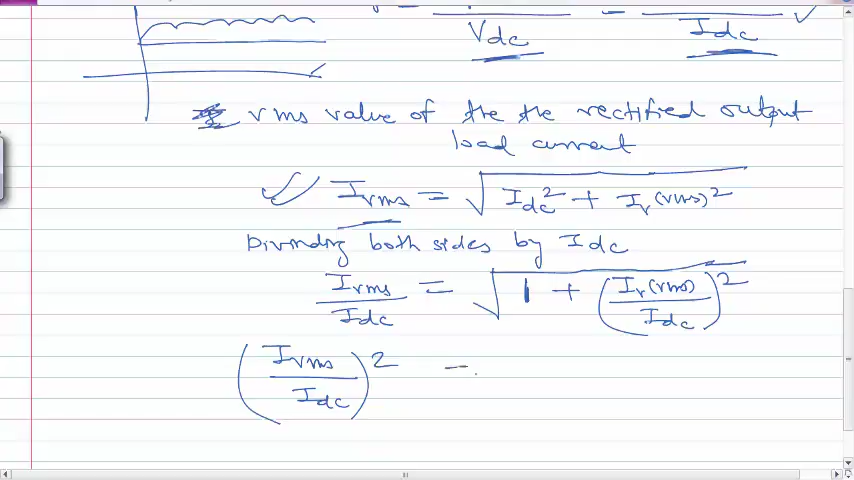 Vdc = Idc ✓
rms value of the the rectified output
load current
✓ Irms = √(Idc² + Ir(rms)²)
Dividing both sides by Idc
Irms/Idc = √(1 + (Ir(rms)/Idc)²)
(Irms/Idc)² =